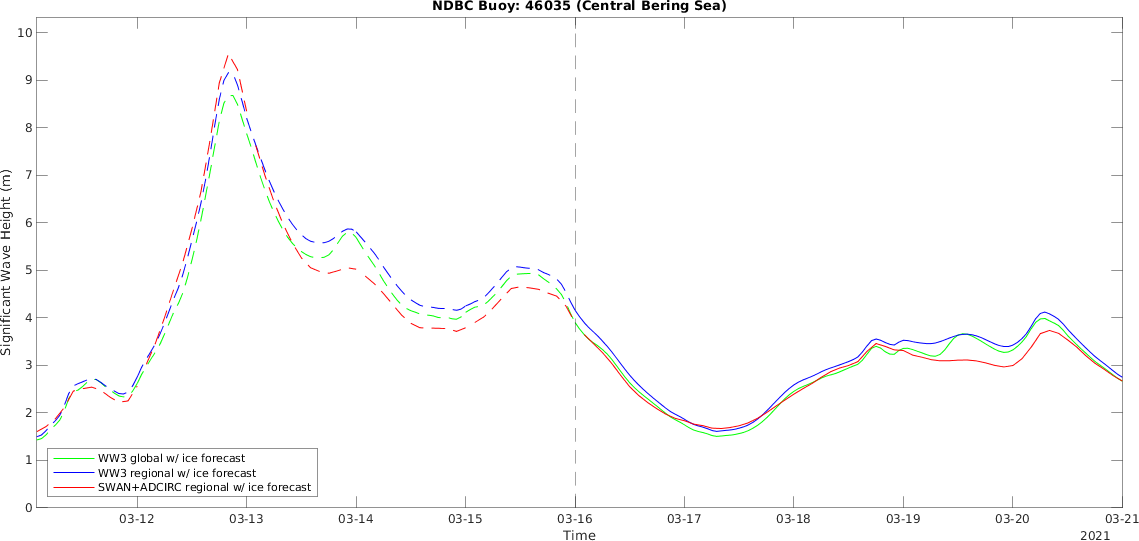 NDBC Buoy: 46035 (Central Bering Sea)
10
9
8
7
6
5
4
3
2
1
0
Significant Wave Height (m)
WW3 global w/ ice forecast
WW3 regional w/ ice forecast
SWAN+ADCIRC regional w/ ice forecast
03-12 03-13 03-14 03-15 03-16 03-17 03-18 03-19 03-20 03-21
Time
2021